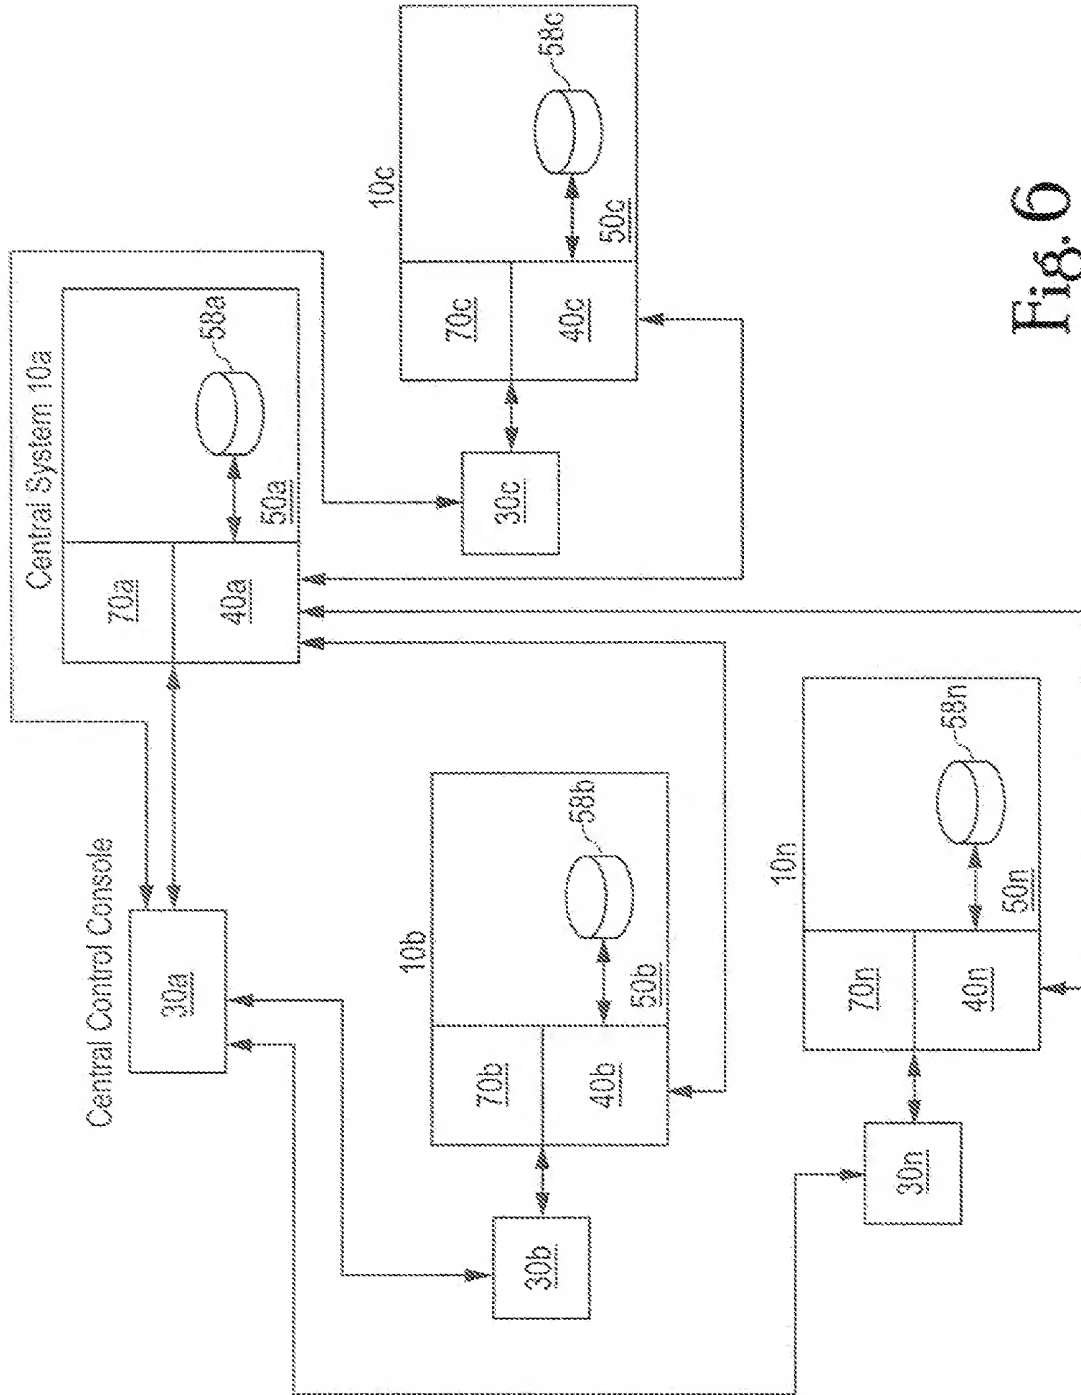 Central Control Console
30a
Central System 10a
70a
40a
50a
58a
10b
30b
70b
40b
50b
58b
10c
30c
70c
40c
50c
58c
10n
30n
70n
40n
50n
58n
Fig. 6